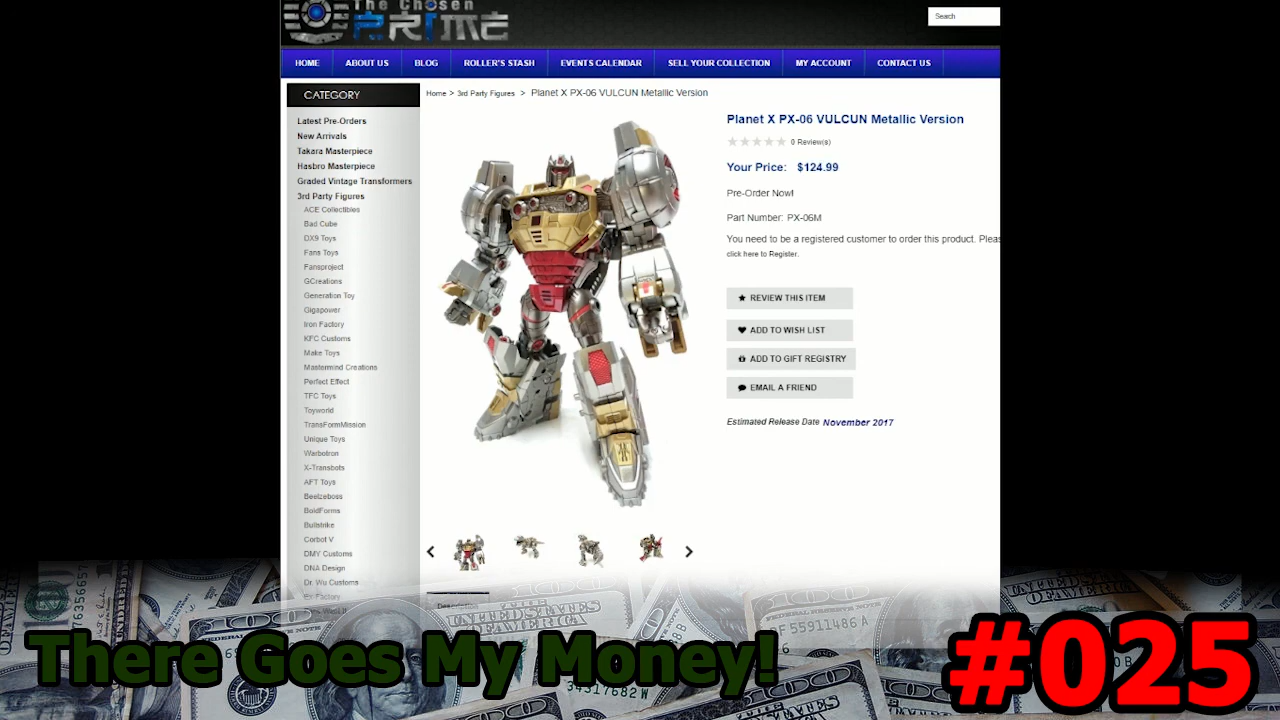 The Chosen
PRIME
Search
HOME ABOUT US BLOG ROLLER'S STASH EVENTS CALENDAR SELL YOUR COLLECTION MY ACCOUNT CONTACT US
CATEGORY
Latest Pre-Orders
New Arrivals
Takara Masterpiece
Hasbro Masterpiece
Graded Vintage Transformers
3rd Party Figures
ACE Collectibles
Bad Cube
DX9 Toys
Fans Toys
Fansproject
GCreations
Generation Toy
Gigapower
Iron Factory
KFC Customs
Make Toys
Mastermind Creations
Perfect Effect
TFC Toys
Toyworld
TransFormMission
Unique Toys
Warbotron
X-Transbots
AFT Toys
Beelzeboss
BoldForms
Bullstrike
Corbot V
DMY Customs
DNA Design
Dr. Wu Customs
Home > 3rd Party Figures > Planet X PX-06 VULCUN Metallic Version
Planet X PX-06 VULCUN Metallic Version
0 Review(s)
Your Price: $124.99
Pre-Order Now!
Part Number: PX-06M
You need to be a registered customer to order this product. Pleas
click here to Register.
REVIEW THIS ITEM
ADD TO WISH LIST
ADD TO GIFT REGISTRY
EMAIL A FRIEND
Estimated Release Date November 2017
Description
There Goes My Money!
#025